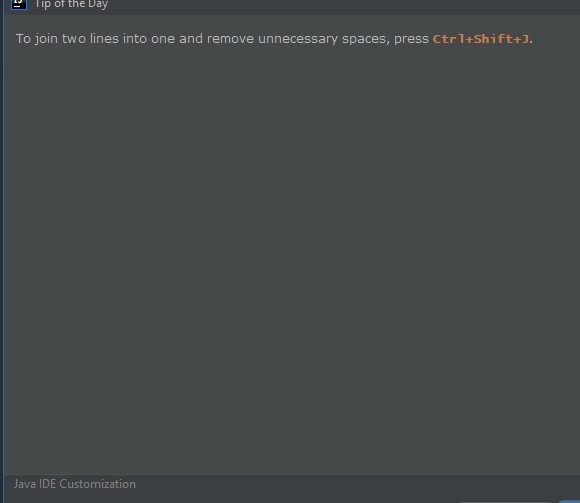 Tip of the Day
To join two lines into one and remove unnecessary spaces, press Ctrl+Shift+J.
Java IDE Customization